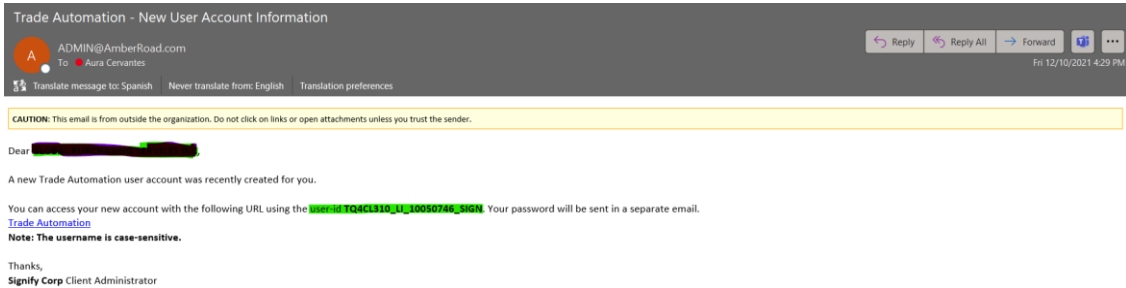 Trade Automation - New User Account Information
A
ADMIN@AmberRoad.com
To Aura Cervantes
Reply
Reply All
Forward
Fri 12/10/2021 4:29 PM
Translate message to: Spanish Never translate from: English Translation preferences
CAUTION: This email is from outside the organization. Do not click on links or open attachments unless you trust the sender.
Dear ,
A new Trade Automation user account was recently created for you.
You can access your new account with the following URL using the user-id TQ4CL310_LI_10050746_SIGN. Your password will be sent in a separate email.
Trade Automation
Note: The username is case-sensitive.
Thanks,
Signify Corp Client Administrator